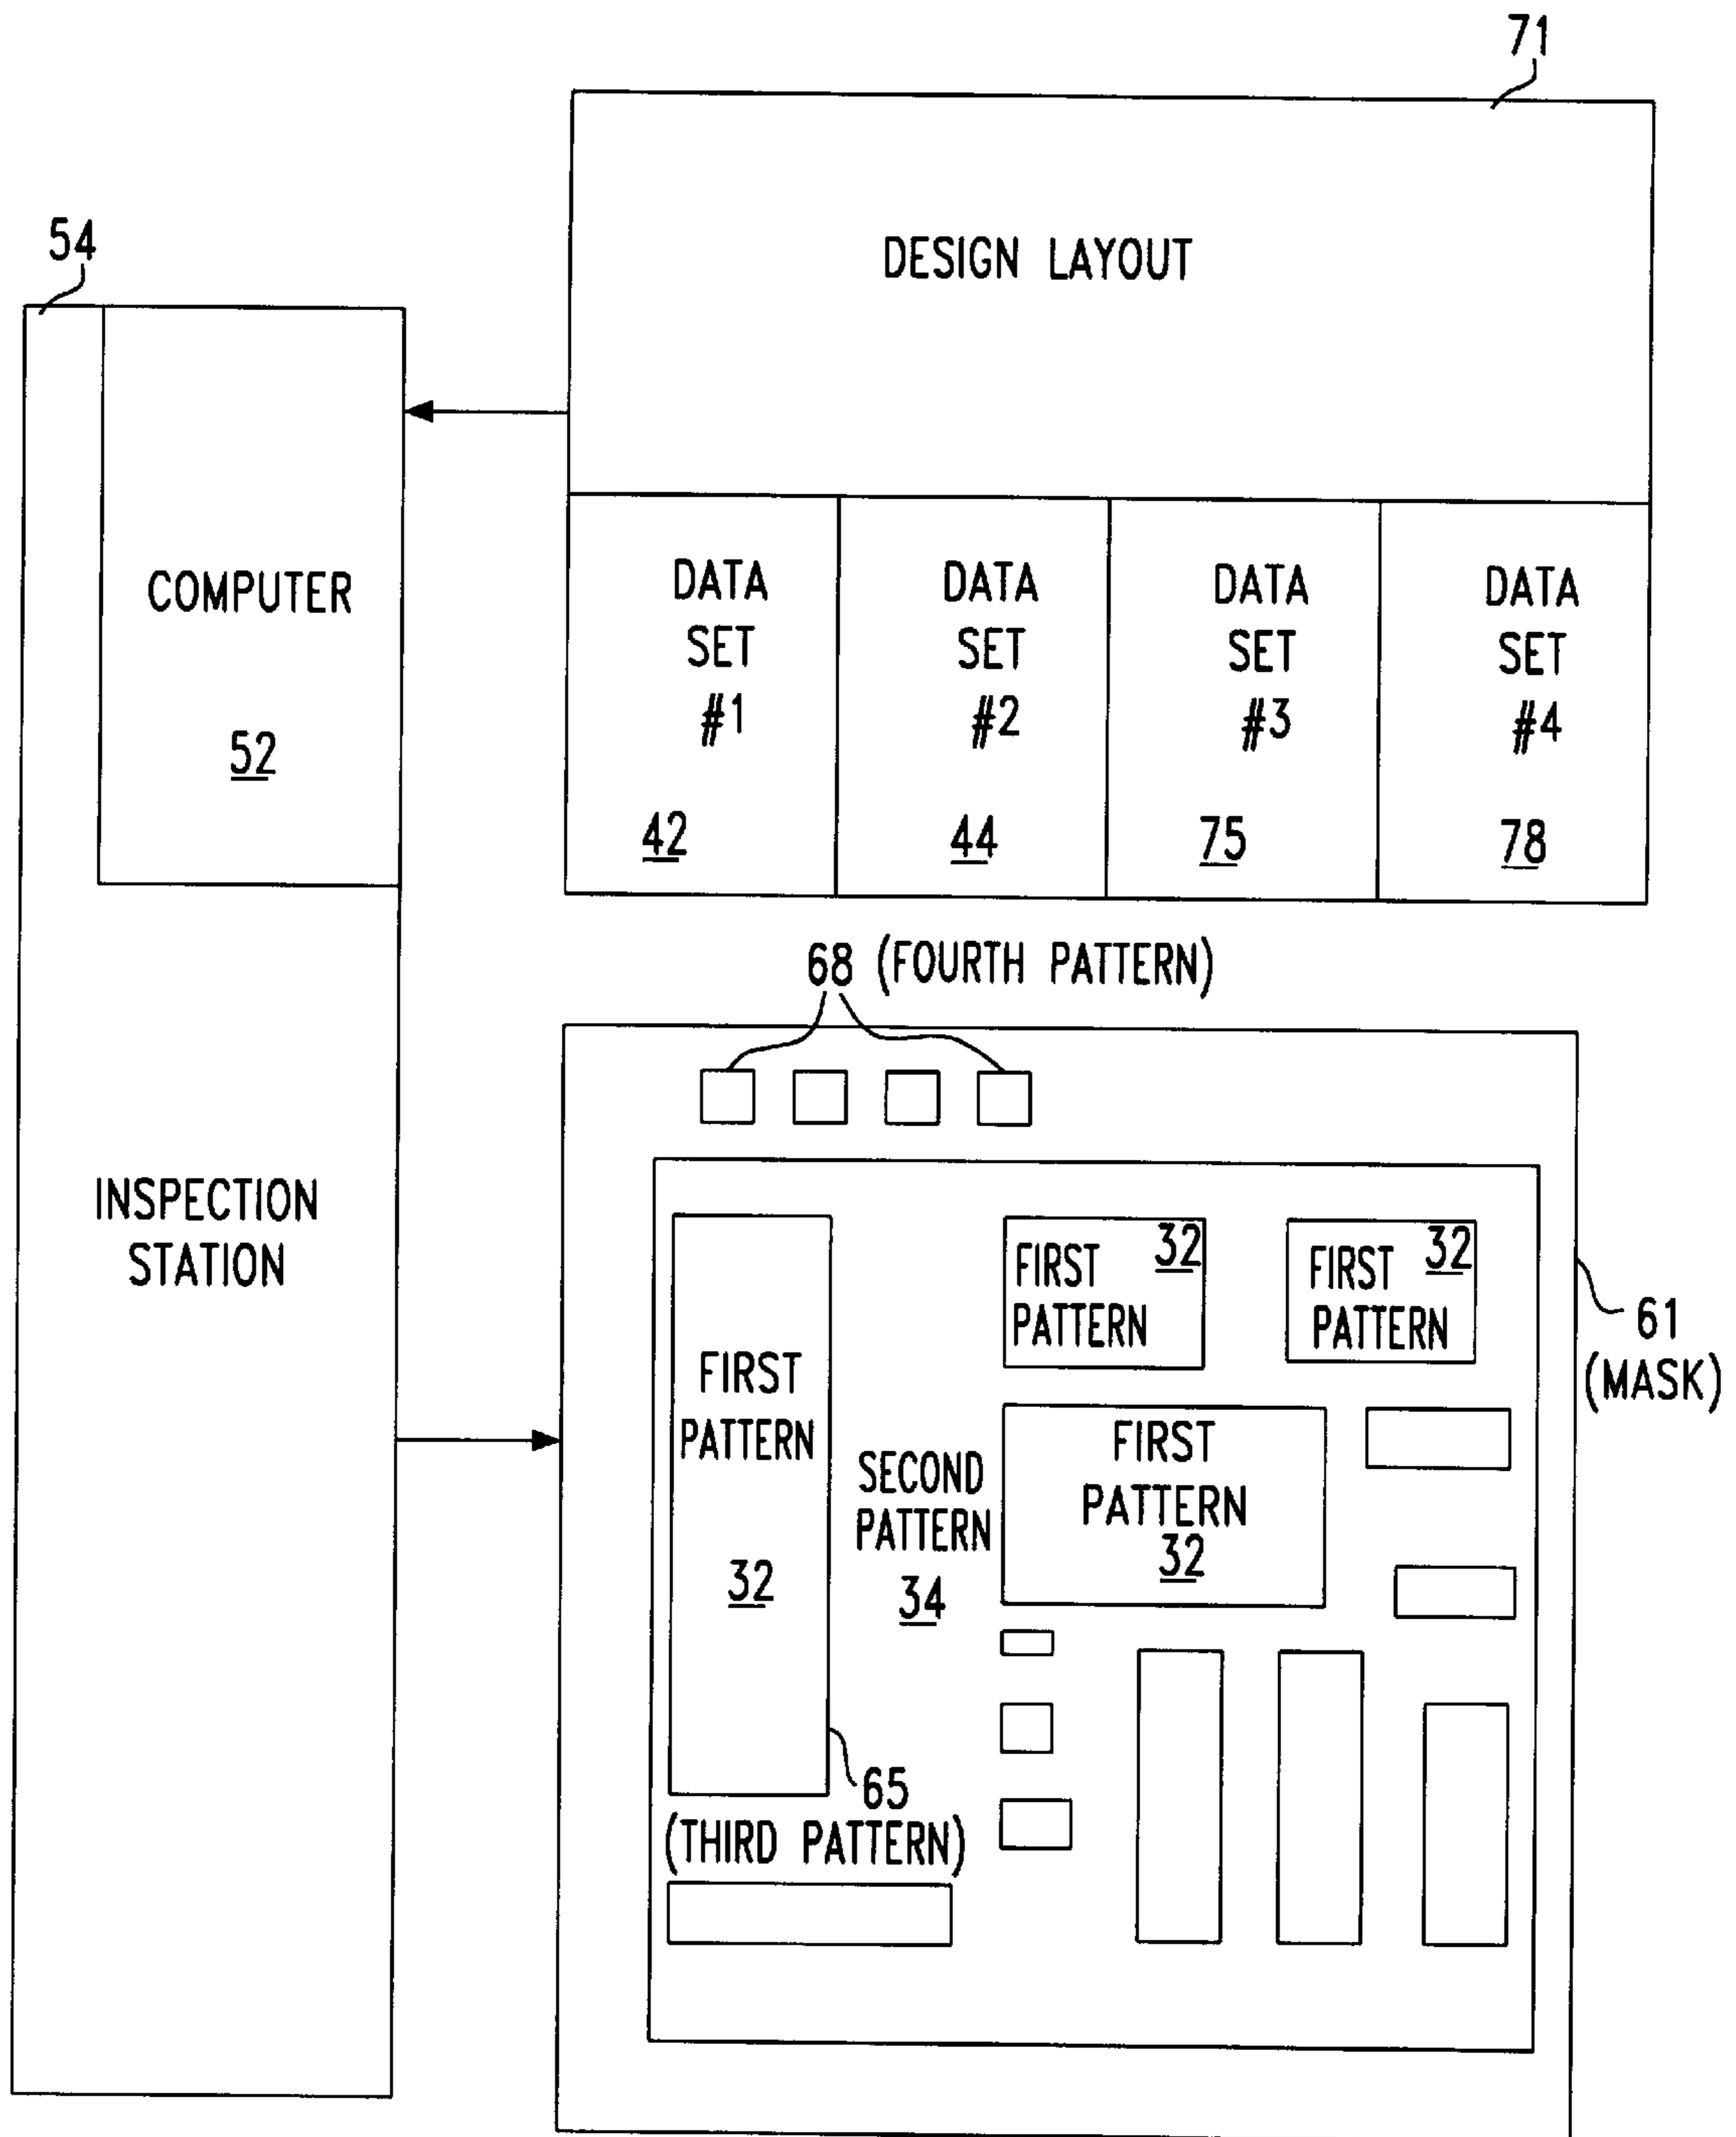 71
DESIGN LAYOUT
54
COMPUTER
52
DATA
SET
#1
42
DATA
SET
#2
44
DATA
SET
#3
75
DATA
SET
#4
78
68 (FOURTH PATTERN)
INSPECTION
STATION
FIRST
PATTERN
32
FIRST
PATTERN
32
FIRST
PATTERN
32
61
(MASK)
SECOND
PATTERN
34
FIRST
PATTERN
32
65
(THIRD PATTERN)